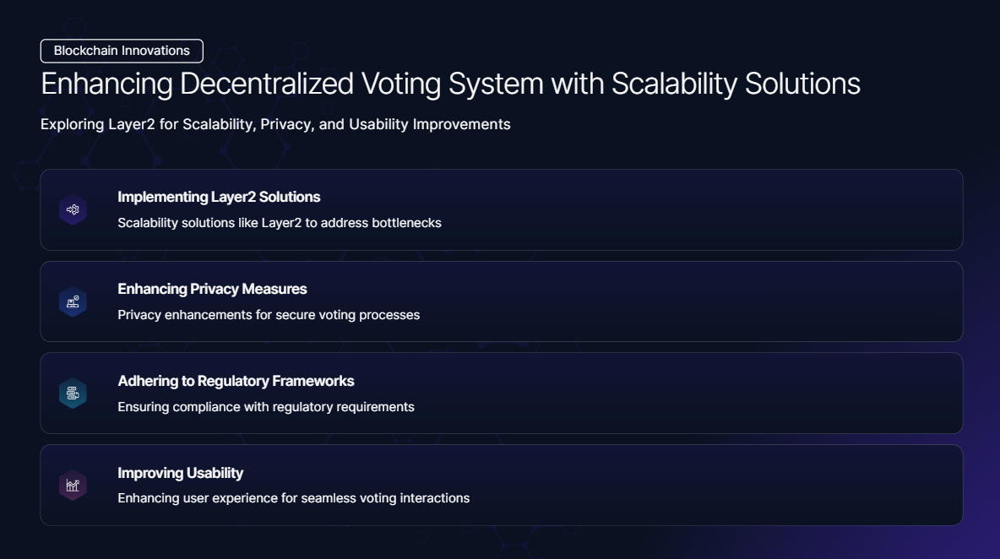 Blockchain Innovations
Enhancing Decentralized Voting System with Scalability Solutions
Exploring Layer2 for Scalability, Privacy, and Usability Improvements
Implementing Layer2 Solutions
Scalability solutions like Layer2 to address bottlenecks
Enhancing Privacy Measures
Privacy enhancements for secure voting processes
Adhering to Regulatory Frameworks
Ensuring compliance with regulatory requirements
Improving Usability
Enhancing user experience for seamless voting interactions